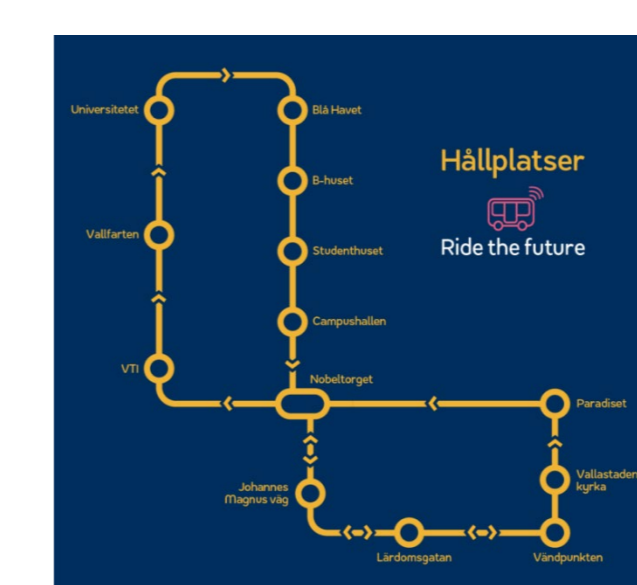 Universitetet
Blå Havet
B-huset
Hållplatser
Ride the future
Vallfarten
Studenthuset
Campushallen
VTI
Nobeltorget
Paradiset
Johannes
Magnus väg
Vallastaden
kyrka
Lärdomsgatan
Vändpunkten